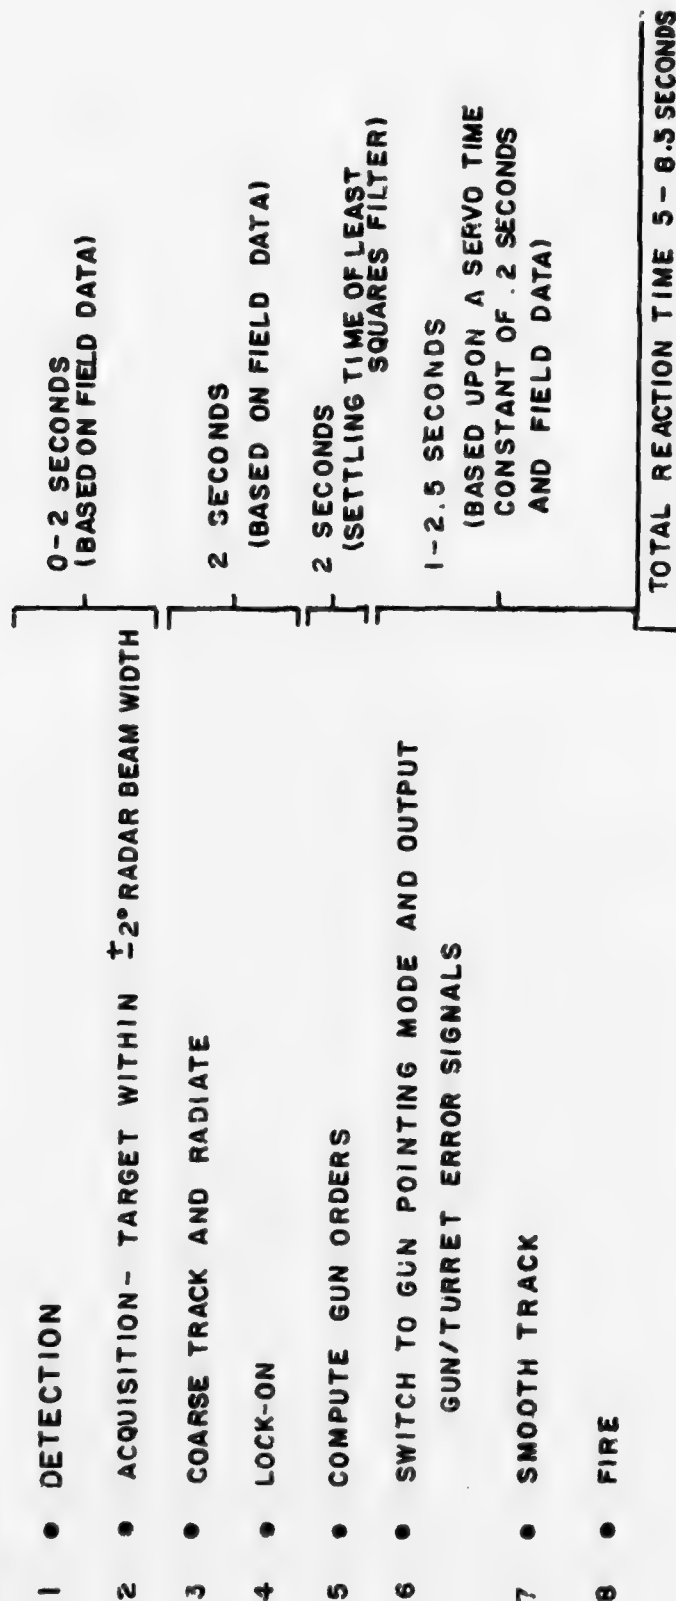 1 • DETECTION
2 • ACQUISITION- TARGET WITHIN ±2° RADAR BEAM WIDTH
0-2 SECONDS
(BASED ON FIELD DATA)
3 • COARSE TRACK AND RADIATE
4 • LOCK-ON
2 SECONDS
(BASED ON FIELD DATA)
5 • COMPUTE GUN ORDERS
2 SECONDS
(SETTLING TIME OF LEAST
SQUARES FILTER)
6 • SWITCH TO GUN POINTING MODE AND OUTPUT
GUN/TURRET ERROR SIGNALS
7 • SMOOTH TRACK
8 • FIRE
1-2.5 SECONDS
(BASED UPON A SERVO TIME
CONSTANT OF .2 SECONDS
AND FIELD DATA)
TOTAL REACTION TIME 5-8.5 SECONDS